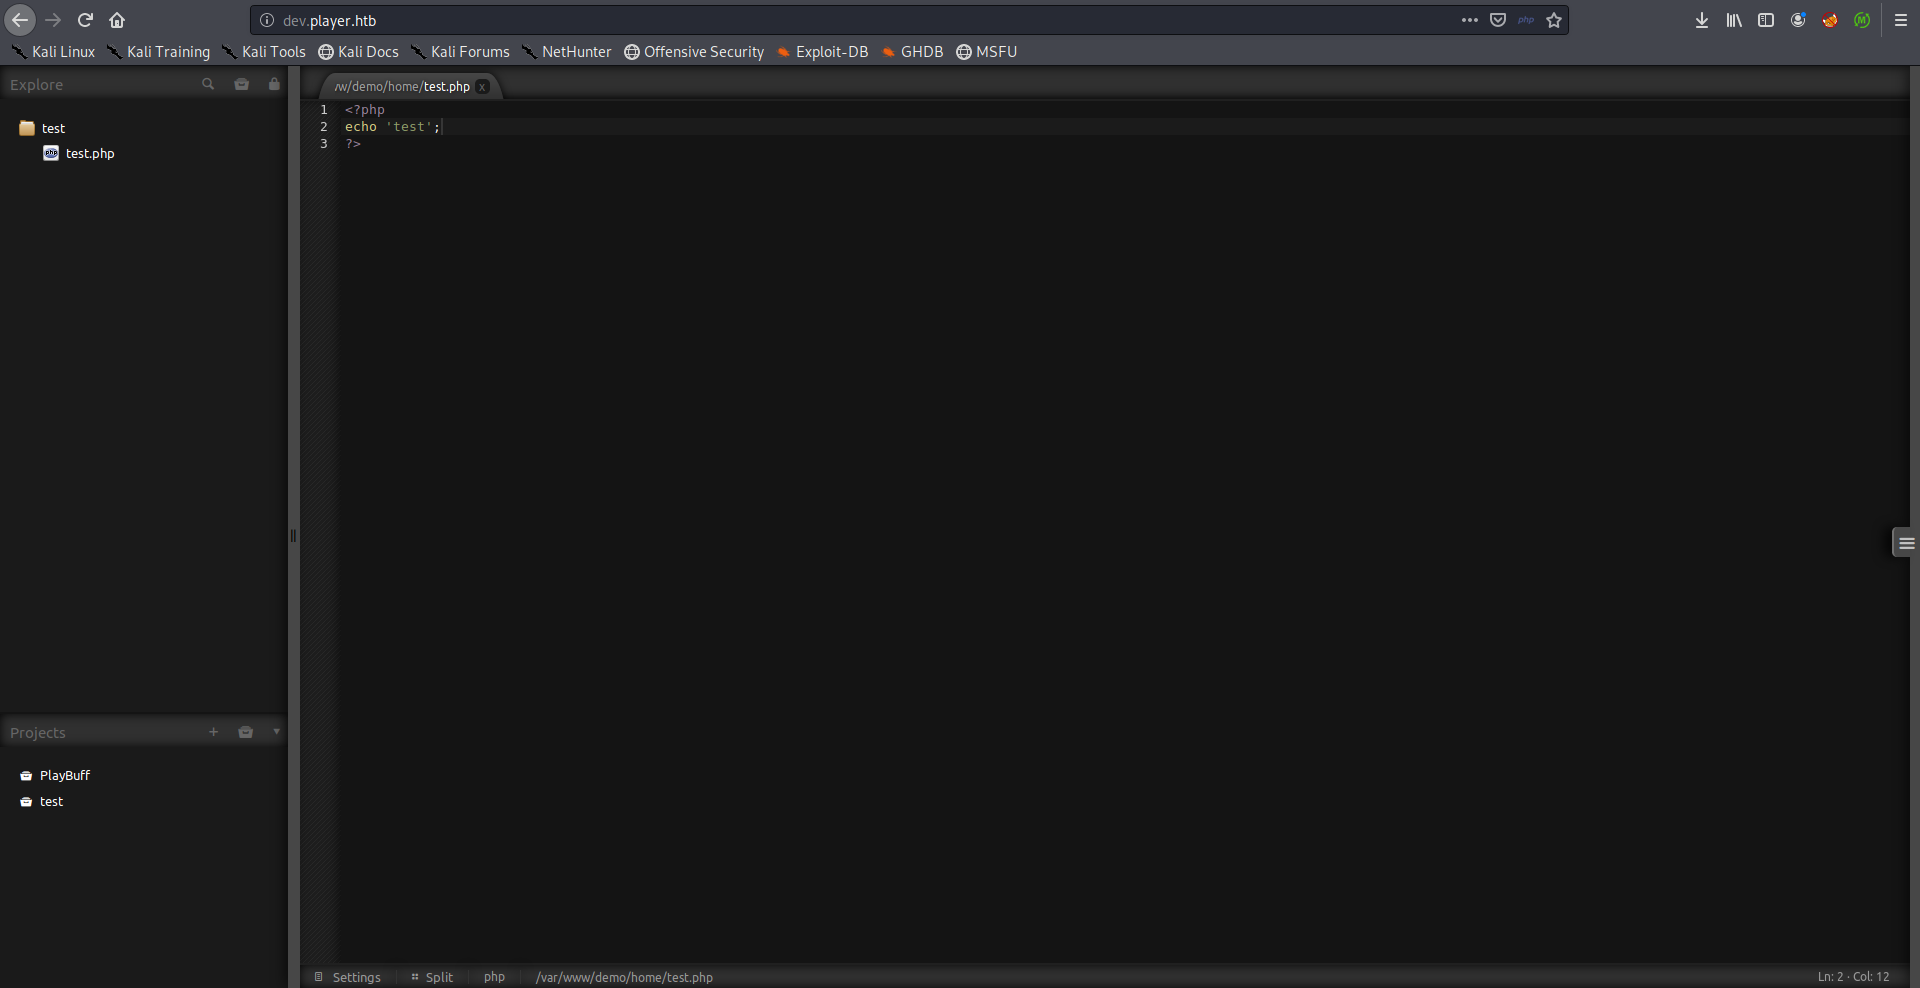 dev.player.htb
php
Kali Linux Kali Training Kali Tools Kali Docs Kali Forums NetHunter Offensive Security Exploit-DB GHDB MSFU
Explore
/w/demo/home/test.php x
test
test.php
1 <?php
2 echo 'test';
3 ?>
Projects + ▾
PlayBuff
test
Settings Split php /var/www/demo/home/test.php Ln: 2 · Col: 12